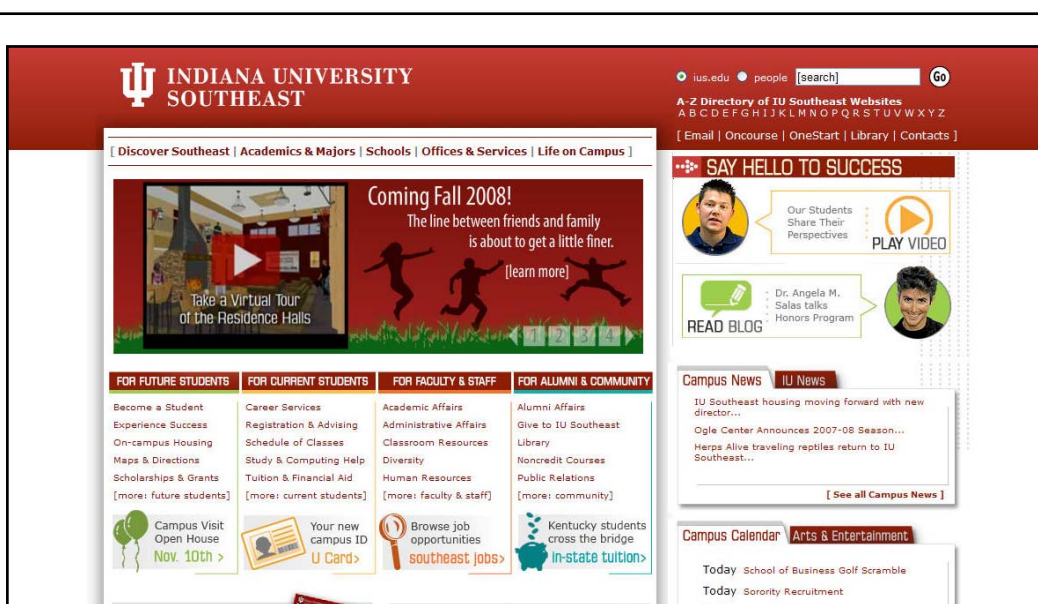 INDIANA UNIVERSITY
SOUTHEAST
ius.edu people [search] Go
A-Z Directory of IU Southeast Websites
A B C D E F G H I J K L M N O P Q R S T U V W X Y Z
[ Email | Oncourse | OneStart | Library | Contacts ]
[ Discover Southeast | Academics & Majors | Schools | Offices & Services | Life on Campus ]
Coming Fall 2008!
The line between friends and family
is about to get a little finer.
[learn more]
Take a Virtual Tour
of the Residence Halls
1 2 3 4
SAY HELLO TO SUCCESS
Our Students
Share Their
Perspectives
PLAY VIDEO
READ BLOG
Dr. Angela M.
Salas talks
Honors Program
FOR FUTURE STUDENTS
Become a Student
Experience Success
On-campus Housing
Maps & Directions
Scholarships & Grants
[more: future students]
Campus Visit
Open House
Nov. 10th >
FOR CURRENT STUDENTS
Career Services
Registration & Advising
Schedule of Classes
Study & Computing Help
Tuition & Financial Aid
[more: current students]
Your new
campus ID
U Card>
FOR FACULTY & STAFF
Academic Affairs
Administrative Affairs
Classroom Resources
Diversity
Human Resources
[more: faculty & staff]
Browse job
opportunities
southeast jobs>
FOR ALUMNI & COMMUNITY
Alumni Affairs
Give to IU Southeast
Library
Noncredit Courses
Public Relations
[more: community]
Kentucky students
cross the bridge
in-state tuition>
Campus News IU News
IU Southeast housing moving forward with new
director...
Ogle Center Announces 2007-08 Season...
Herps Alive traveling reptiles return to IU
Southeast...
[ See all Campus News ]
Campus Calendar Arts & Entertainment
Today School of Business Golf Scramble
Today Sorority Recruitment